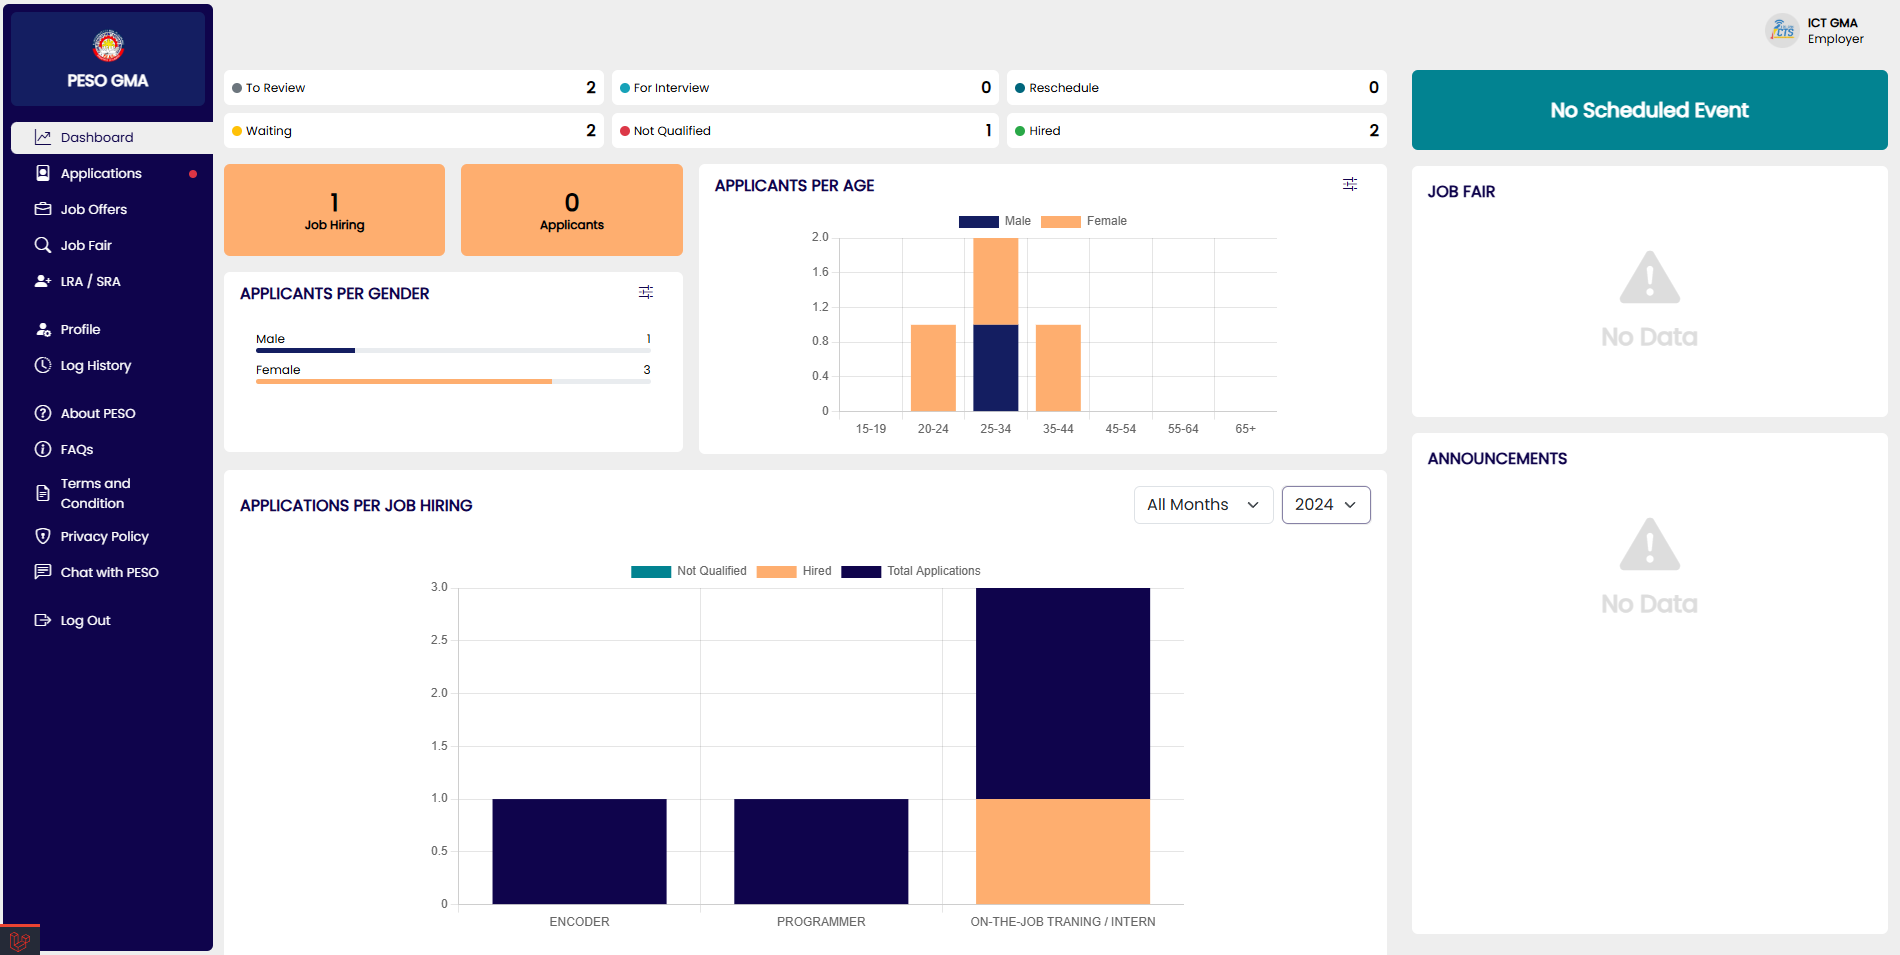 PESO GMA
Dashboard
Applications
Job Offers
Job Fair
LRA / SRA
Profile
Log History
About PESO
FAQs
Terms and
Condition
Privacy Policy
Chat with PESO
Log Out
ICT GMA
Employer
To Review 2
For Interview 0
Reschedule 0
Waiting 2
Not Qualified 1
Hired 2
1
Job Hiring
0
Applicants
APPLICANTS PER GENDER
Male 1
Female 3
APPLICANTS PER AGE
Male Female
2.0
1.6
1.2
0.8
0.4
0
15-19 20-24 25-34 35-44 45-54 55-64 65+
APPLICATIONS PER JOB HIRING
All Months 2024
Not Qualified Hired Total Applications
3.0
2.5
2.0
1.5
1.0
0.5
0
ENCODER PROGRAMMER ON-THE-JOB TRANING / INTERN
No Scheduled Event
JOB FAIR
No Data
ANNOUNCEMENTS
No Data